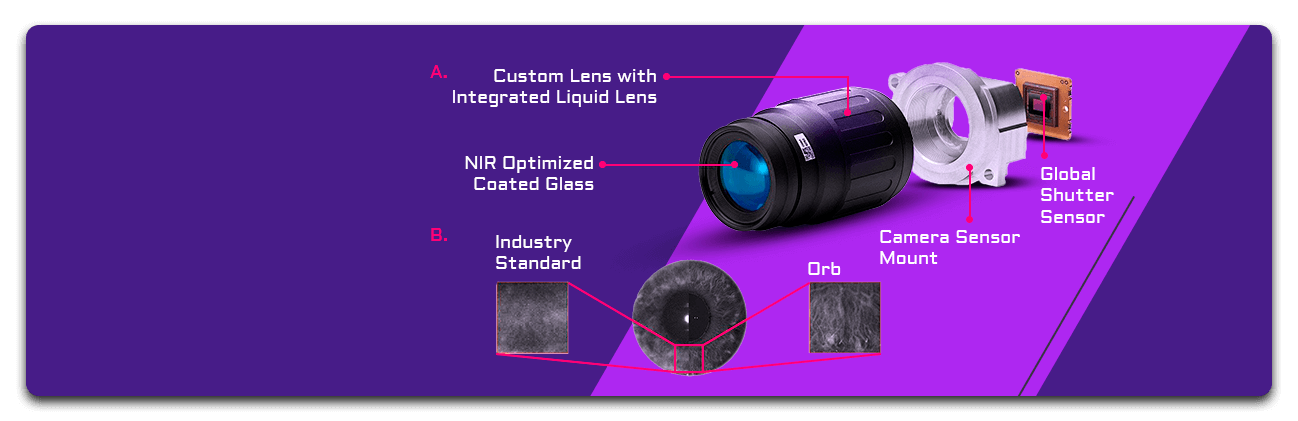 A.
Custom Lens with
Integrated Liquid Lens
NIR Optimized
Coated Glass
Global
Shutter
Sensor
Camera Sensor
Mount
B.
Industry
Standard
Orb